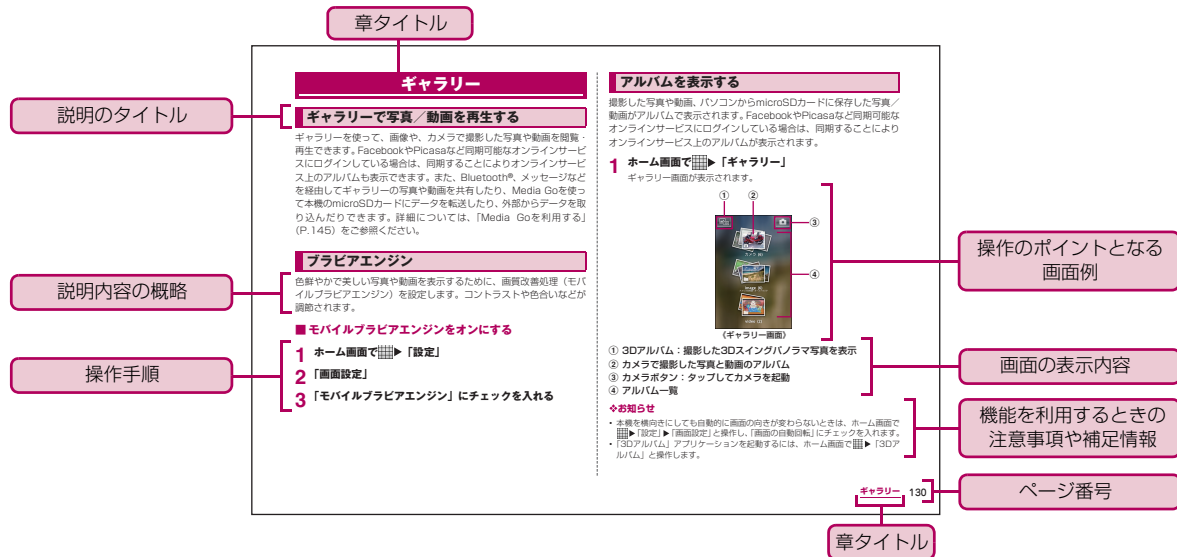 章タイトル
説明のタイトル
説明内容の概略
操作手順
ギャラリー
ギャラリーで写真／動画を再生する
ギャラリーを使って、画像や、カメラで撮影した写真や動画を閲覧・
再生できます。FacebookやPicasaなど同期可能なオンラインサービ
スにログインしている場合は、同期することによりオンラインサービ
ス上のアルバムも表示できます。また、Bluetooth®、メッセージなど
を経由してギャラリーの写真や動画を共有したり、Media Goを使っ
て本機のmicroSDカードにデータを転送したり、外部からデータを取
り込んだりできます。詳細については、「Media Goを利用する」
（P.145）をご参照ください。
ブラビアエンジン
色鮮やかで美しい写真や動画を表示するために、画質改善処理（モバ
イルブラビアエンジン）を設定します。コントラストや色合いなどが
調節されます。
■ モバイルブラビアエンジンをオンにする
1 ホーム画面で▶「設定」
2 「画面設定」
3 「モバイルブラビアエンジン」にチェックを入れる
アルバムを表示する
撮影した写真や動画、パソコンからmicroSDカードに保存した写真／
動画がアルバムで表示されます。FacebookやPicasaなど同期可能な
オンラインサービスにログインしている場合は、同期することにより
オンラインサービス上のアルバムが表示されます。
1 ホーム画面で▶「ギャラリー」
ギャラリー画面が表示されます。
① ②
③
④
《ギャラリー画面》
① 3Dアルバム：撮影した3Dスイングパノラマ写真を表示
② カメラで撮影した写真と動画のアルバム
③ カメラボタン：タップしてカメラを起動
④ アルバム一覧
❖お知らせ
・本機を横向きにしても自動的に画面の向きが変わらないときは、ホーム画面で
▶「設定」▶「画面設定」と操作し、「画面の自動回転」にチェックを入れます。
・「3Dアルバム」アプリケーションを起動するには、ホーム画面で▶「3Dア
ルバム」と操作します。
ギャラリー 130
操作のポイントとなる
画面例
画面の表示内容
機能を利用するときの
注意事項や補足情報
ページ番号
章タイトル